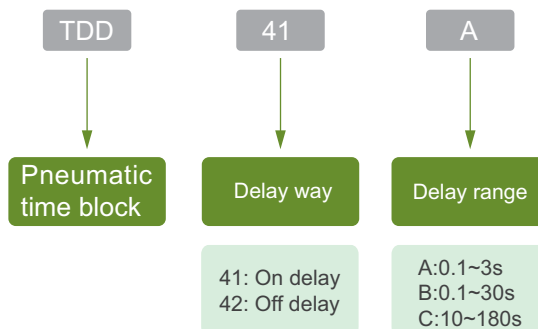 TDD
41
A
Pneumatic
time block
Delay way
Delay range
41: On delay
42: Off delay
A:0.1~3s
B:0.1~30s
C:10~180s